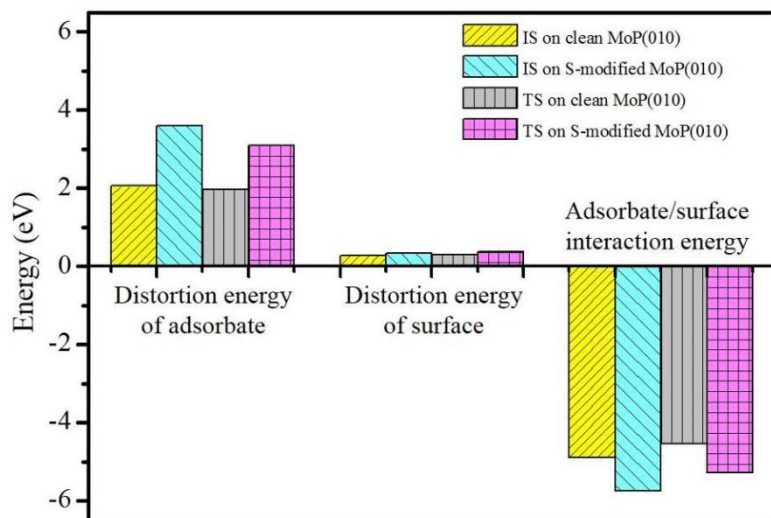 6
4
2
0
-2
-4
-6
Energy (eV)
IS on clean MoP(010)
IS on S-modified MoP(010)
TS on clean MoP(010)
TS on S-modified MoP(010)
Distortion energy
of adsorbate
Distortion energy
of surface
Adsorbate/surface
interaction energy